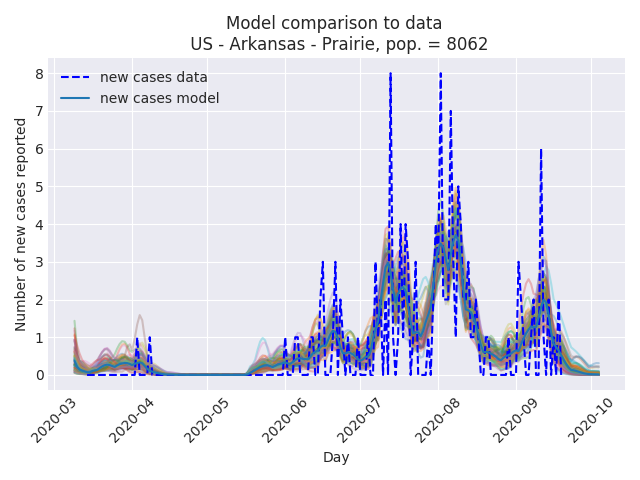 Model comparison to data
US - Arkansas - Prairie, pop. = 8062
new cases data
new cases model
Number of new cases reported
8
7
6
5
4
3
2
1
0
2020-03
2020-04
2020-05
2020-06
2020-07
2020-08
2020-09
2020-10
Day